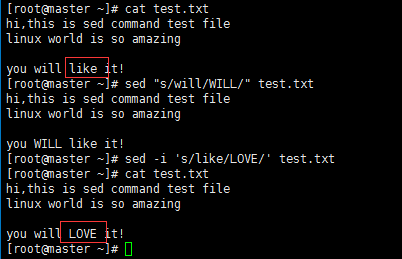 [root@master ~]# cat test.txt
hi,this is sed command test file
linux world is so amazing

you will like it!
[root@master ~]# sed "s/will/WILL/" test.txt
hi,this is sed command test file
linux world is so amazing

you WILL like it!
[root@master ~]# sed -i 's/like/LOVE/' test.txt
[root@master ~]# cat test.txt
hi,this is sed command test file
linux world is so amazing

you will LOVE it!
[root@master ~]#